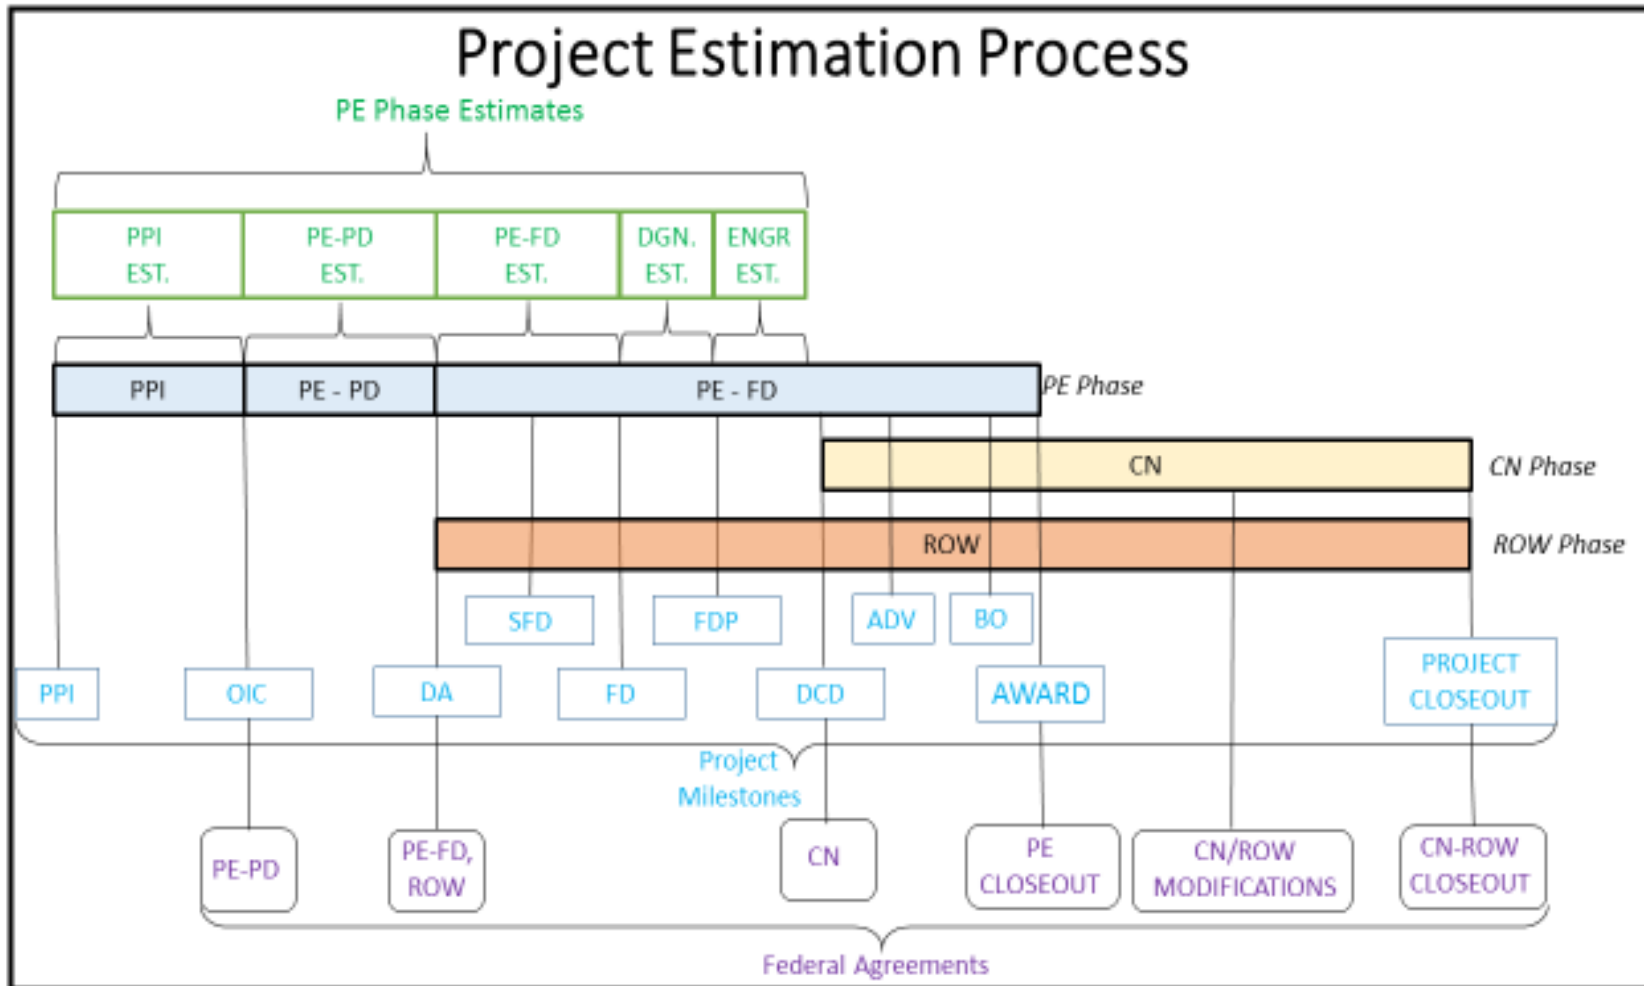 Project Estimation Process
PE Phase Estimates
PPI
EST.
PE-PD
EST.
PE-FD
EST.
DGN.
EST.
ENGR
EST.
PPI
PE - PD
PE - FD
PE Phase
CN
CN Phase
ROW
ROW Phase
SFD
FDP
ADV
BO
PPI
OIC
DA
FD
DCD
AWARD
PROJECT
CLOSEOUT
Project
Milestones
PE-PD
PE-FD,
ROW
CN
PE
CLOSEOUT
CN/ROW
MODIFICATIONS
CN-ROW
CLOSEOUT
Federal Agreements